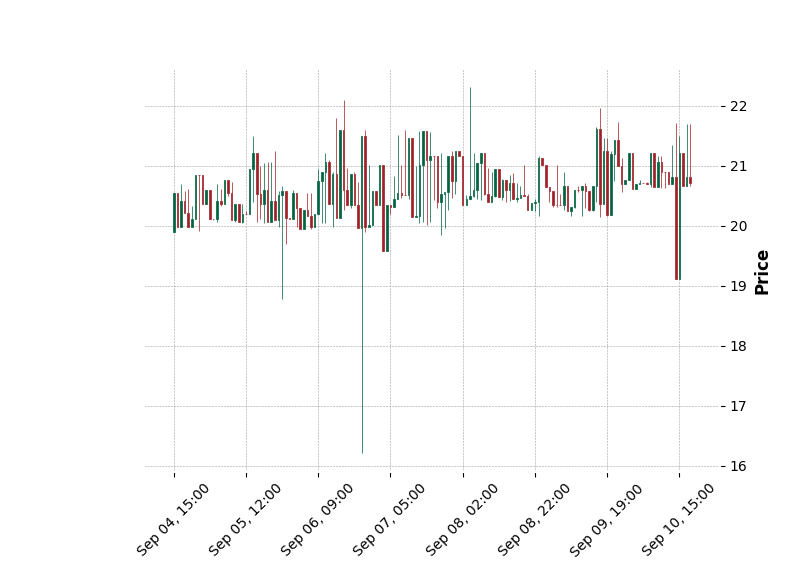 22
21
20
19
18
17
16
Price
Sep 04, 15:00
Sep 05, 12:00
Sep 06, 09:00
Sep 07, 05:00
Sep 08, 02:00
Sep 08, 22:00
Sep 09, 19:00
Sep 10, 15:00